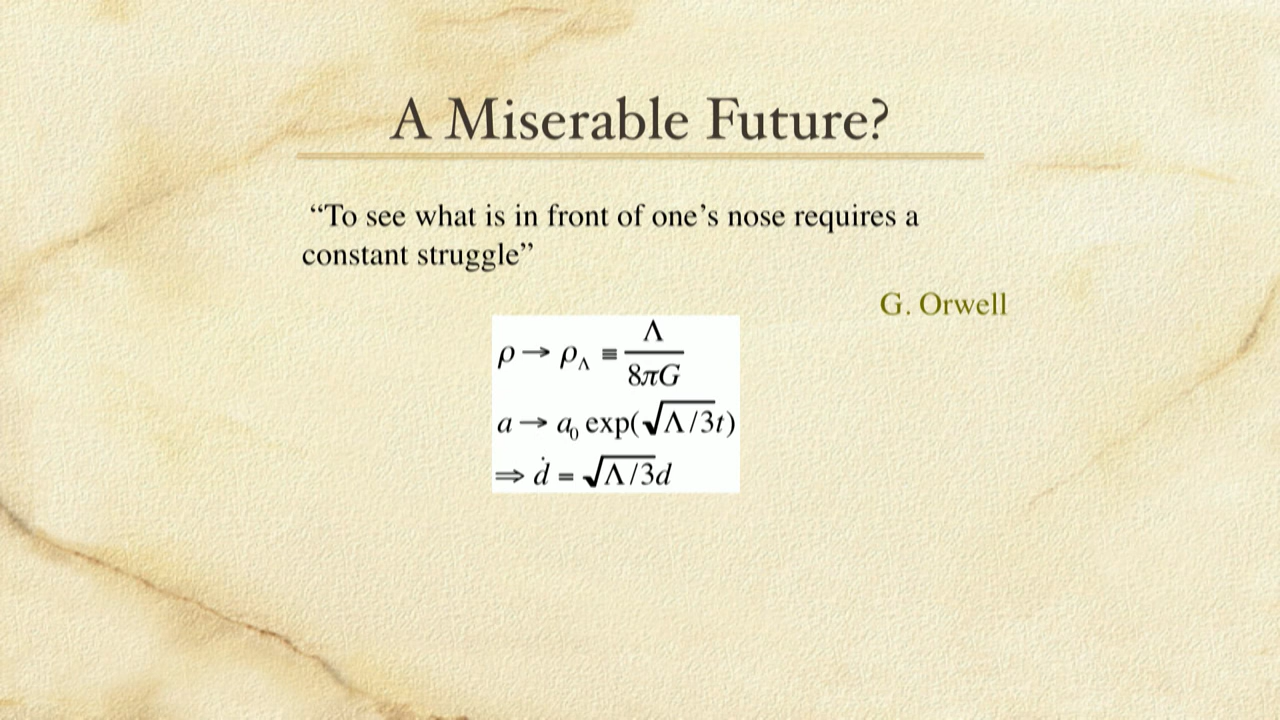 A Miserable Future?
“To see what is in front of one’s nose requires a
constant struggle”
G. Orwell
ρ → ρ_Λ ≡ Λ / 8πG
a → a₀ exp(√Λ/3t)
⇒ ḋ = √Λ/3d